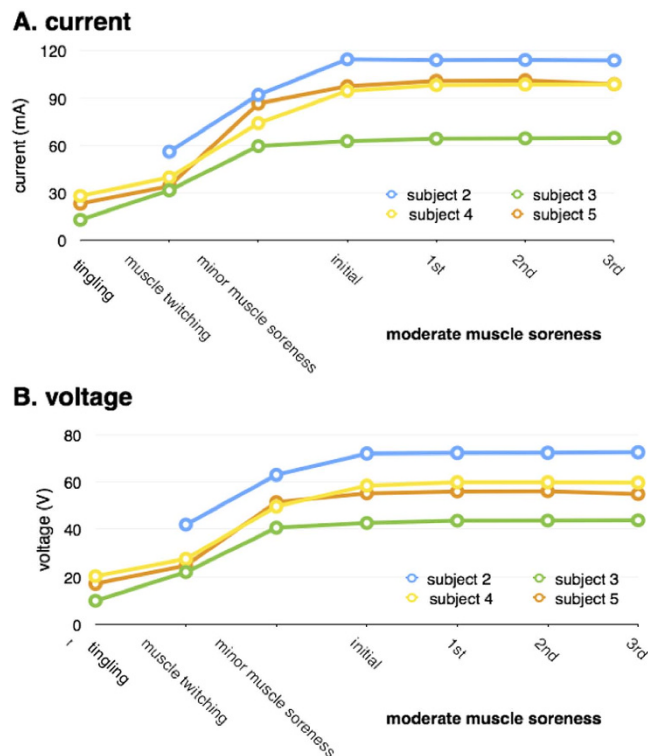 A. current
120
90
60
30
0
current (mA)
subject 2
subject 3
subject 4
subject 5
tingling
muscle twitching
minor muscle soreness
initial
1st
2nd
3rd
moderate muscle soreness
B. voltage
80
60
40
20
0
voltage (V)
subject 2
subject 3
subject 4
subject 5
tingling
muscle twitching
minor muscle soreness
initial
1st
2nd
3rd
moderate muscle soreness